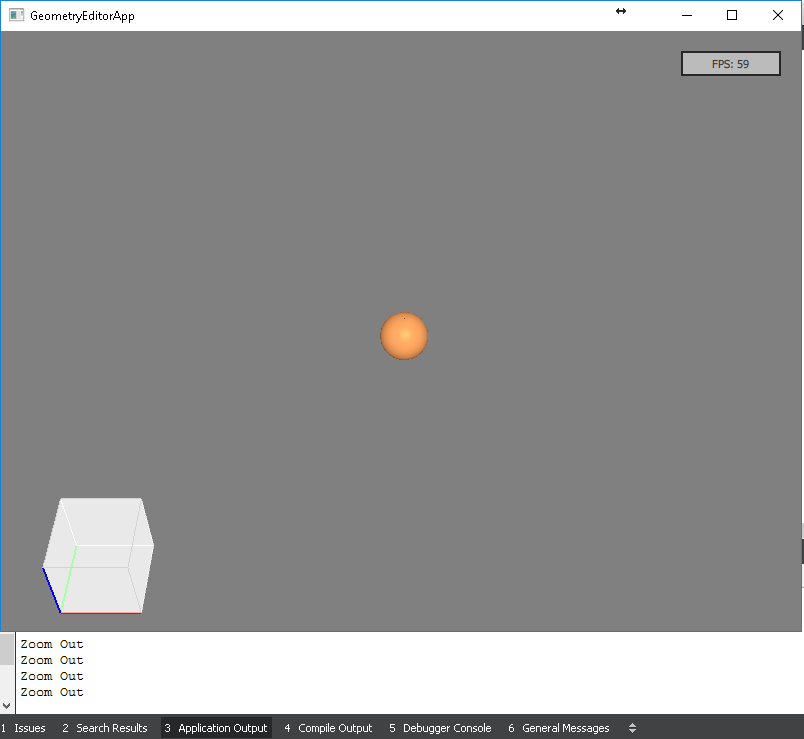 GeometryEditorApp
FPS: 59
Zoom Out
Zoom Out
Zoom Out
Zoom Out
1 Issues 2 Search Results 3 Application Output 4 Compile Output 5 Debugger Console 6 General Messages